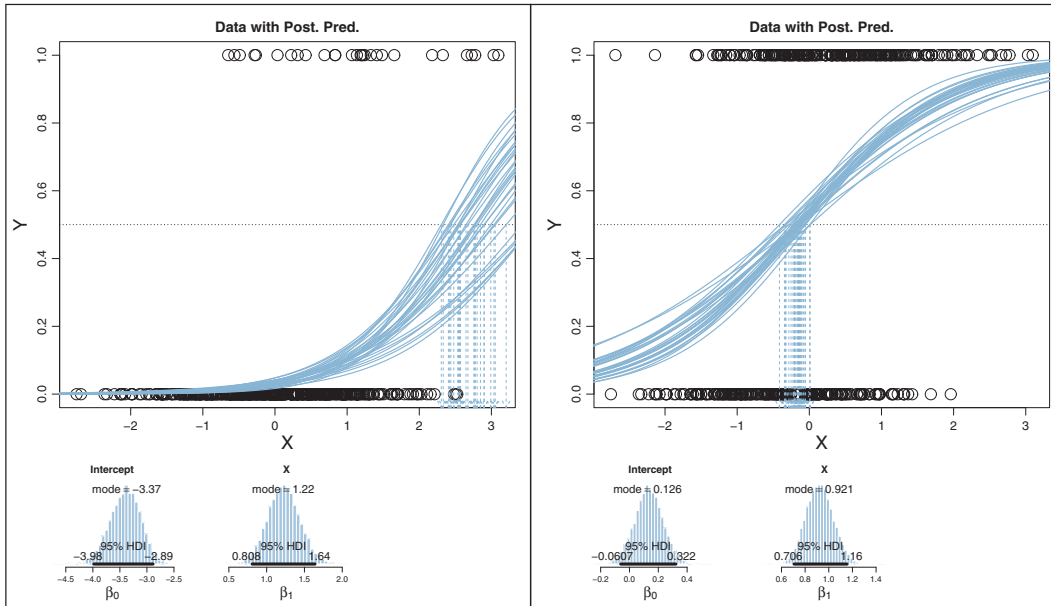 Data with Post. Pred.
Y
0.0 0.2 0.4 0.6 0.8 1.0
-2 -1 0 1 2 3
X
Intercept
mode = −3.37
95% HDI
−3.98 −2.89
-4.5 -3.5 -2.5
β0
X
mode = 1.22
95% HDI
0.808 1.64
0.5 1.0 1.5 2.0
β1
Data with Post. Pred.
Y
0.0 0.2 0.4 0.6 0.8 1.0
-2 -1 0 1 2 3
X
Intercept
mode = 0.126
95% HDI
-0.0607 0.322
-0.2 0.0 0.2 0.4
β0
X
mode = 0.921
95% HDI
0.706 1.16
0.6 0.8 1.0 1.2 1.4
β1